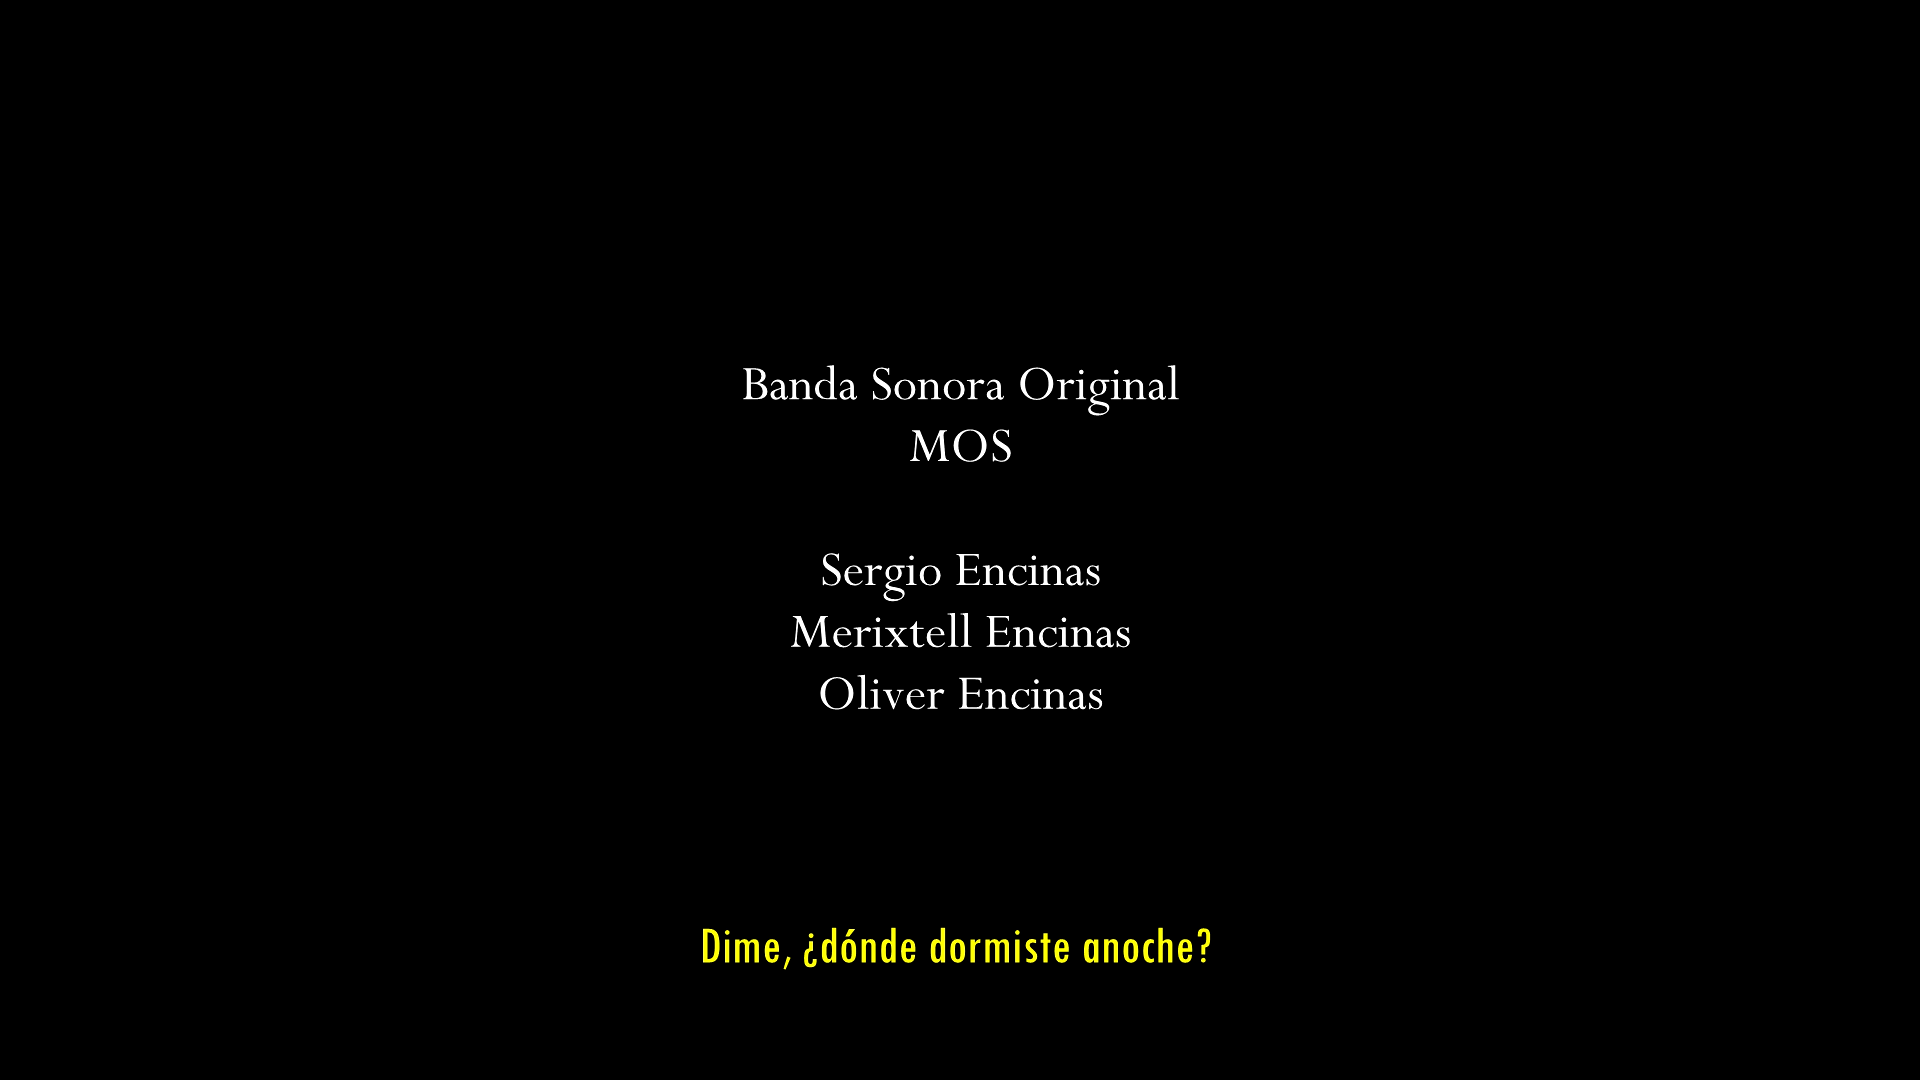 Banda Sonora Original
MOS
Sergio Encinas
Merixtell Encinas
Oliver Encinas
Dime, ¿dónde dormiste anoche?